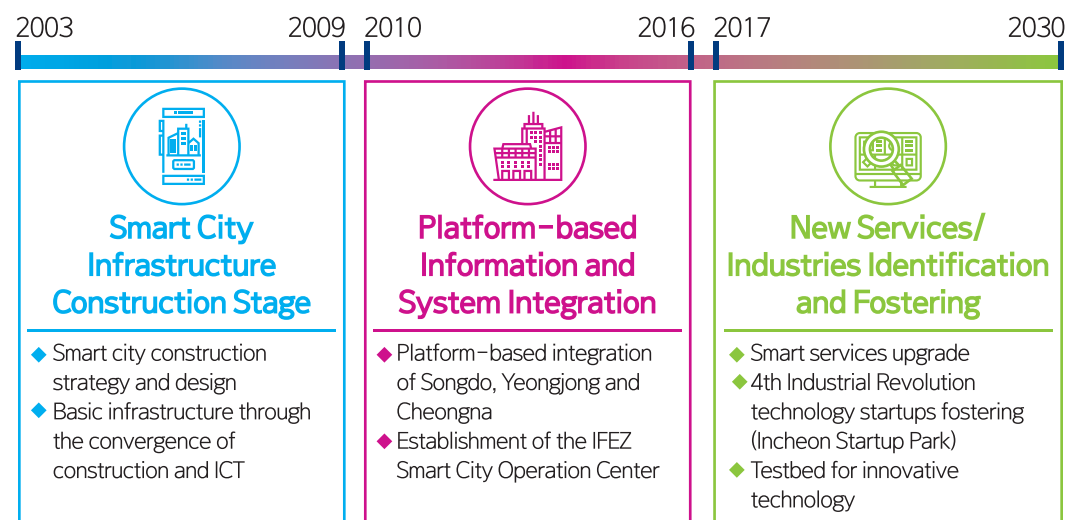 2003 2009 2010 2016 2017 2030
Smart City
Infrastructure
Construction Stage
◆ Smart city construction
strategy and design
◆ Basic infrastructure through
the convergence of
construction and ICT
Platform-based
Information and
System Integration
◆ Platform-based integration
of Songdo, Yeongjong and
Cheongna
◆ Establishment of the IFEZ
Smart City Operation Center
New Services/
Industries Identification
and Fostering
◆ Smart services upgrade
◆ 4th Industrial Revolution
technology startups fostering
(Incheon Startup Park)
◆ Testbed for innovative
technology